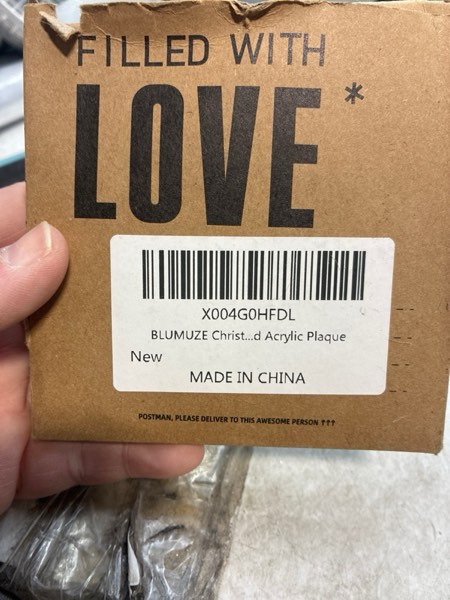 FILLED WITH
LOVE*
X004G0HFDL
BLUMUZE Christ...d Acrylic Plaque
New
MADE IN CHINA
POSTMAN, PLEASE DELIVER TO THIS AWESOME PERSON ???